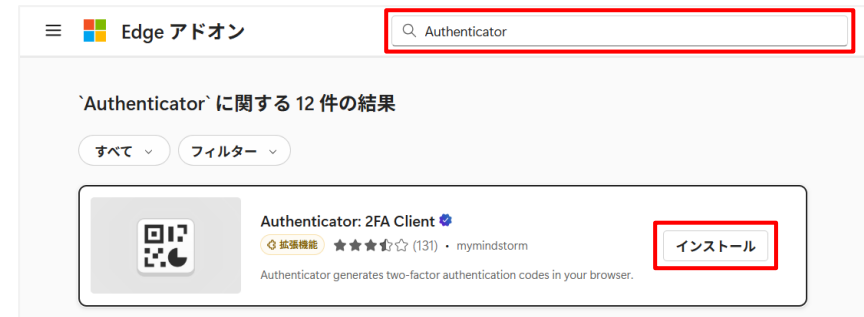 Edge アドオン
Authenticator
`Authenticator` に関する 12 件の結果
すべて
フィルター
Authenticator: 2FA Client
拡張機能 (131) • mymindstorm
インストール
Authenticator generates two-factor authentication codes in your browser.